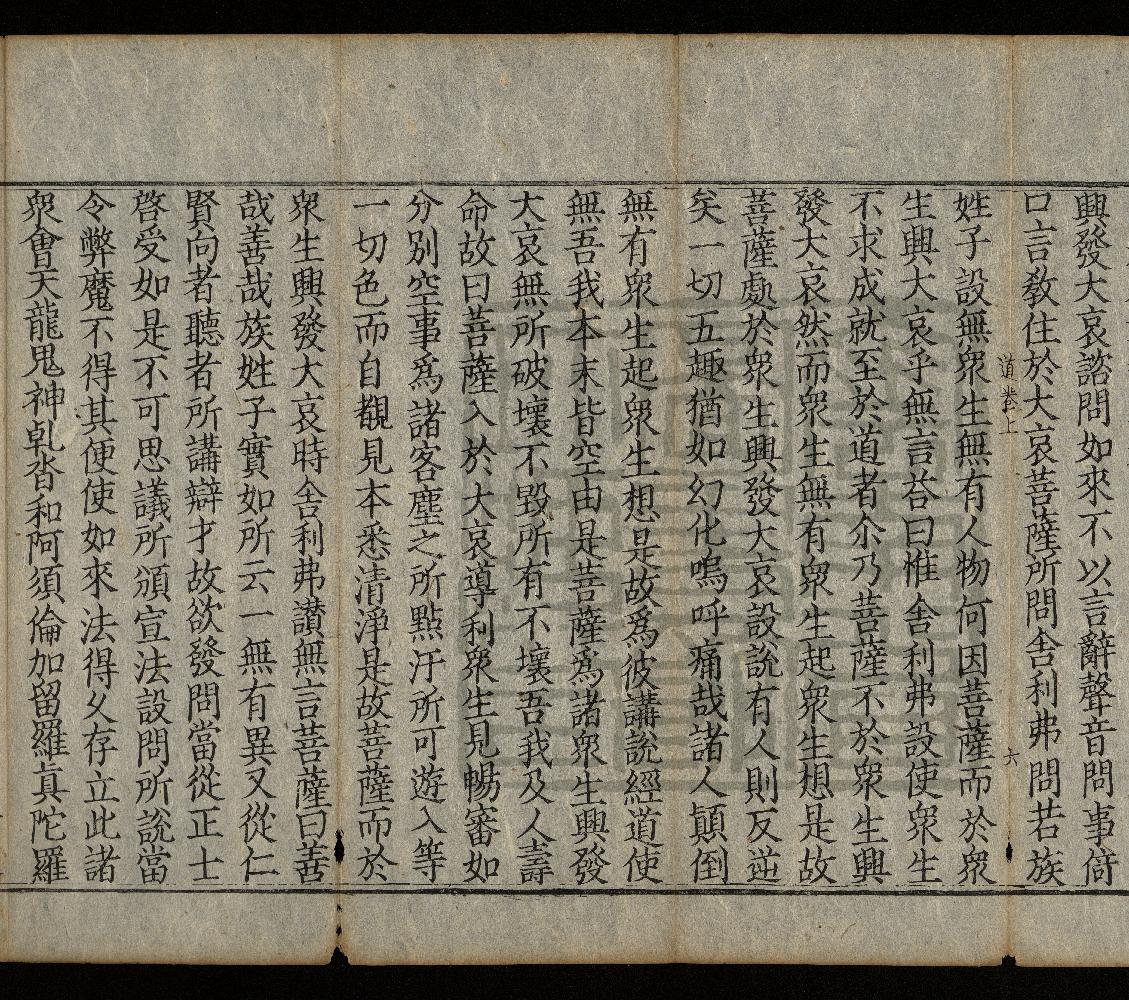 興發大哀諮問如來不以言辭聲音問事倚
口言教住於大哀菩薩所問舍利弗問若族
道卷上 六
姓子設無衆生無有人物何因菩薩而於衆
生興大哀乎無言荅曰惟舍利弗設使衆生
不求成就至於道者尒乃菩薩不於衆生興
發大哀然而衆生無有衆生起衆生想是故
菩薩處於衆生興發大哀設說有人則反逆
矣一切五趣猶如幻化嗚呼痛哉諸人顛倒
無有衆生起衆生想是故爲彼講說經道使
無吾我本末皆空由是菩薩爲諸衆生興發
大哀無所破壞不毀所有不壞吾我及人壽
命故曰菩薩入於大哀導利衆生見暢審如
分別空事爲諸客塵之所點汙所可遊入等
一切色而自觀見本悉清淨是故菩薩而於
衆生興發大哀時舍利弗讃無言菩薩曰善
哉善哉族姓子實如所云一無有異又從仁
賢向者聽者所講辯才故欲發問當從正士
啓受如是不可思議所頒宣法設問所說當
令弊魔不得其便使如來法得久存立此諸
衆會天龍鬼神乹沓和阿須倫加留羅真陀羅